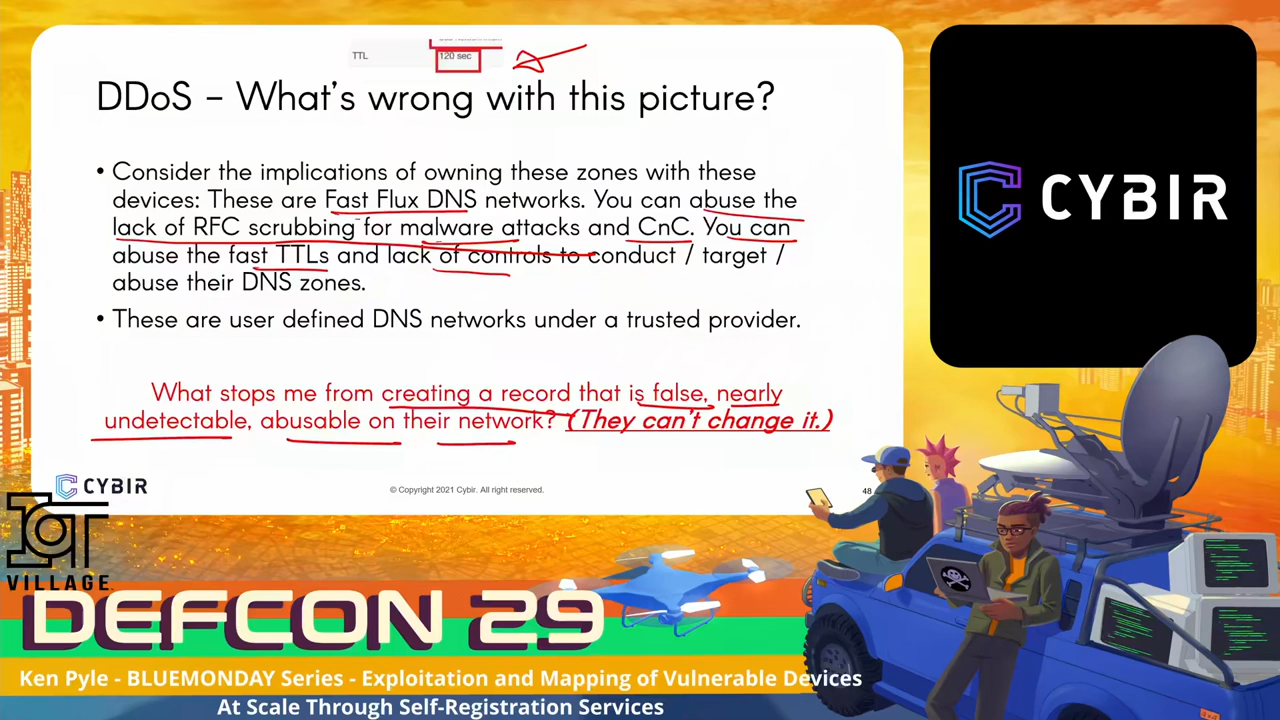 TTL
120 sec
DDoS – What's wrong with this picture?
• Consider the implications of owning these zones with these
devices: These are Fast Flux DNS networks. You can abuse the
lack of RFC scrubbing for malware attacks and CnC. You can
abuse the fast TTLs and lack of controls to conduct / target /
abuse their DNS zones.
• These are user defined DNS networks under a trusted provider.
What stops me from creating a record that is false, nearly
undetectable, abusable on their network? (They can't change it.)
CYBIR
© Copyright 2021 Cybir. All right reserved.
48
CYBIR
IoT
VILLAGE
DEFCON 29
Ken Pyle - BLUEMONDAY Series - Exploitation and Mapping of Vulnerable Devices
At Scale Through Self-Registration Services